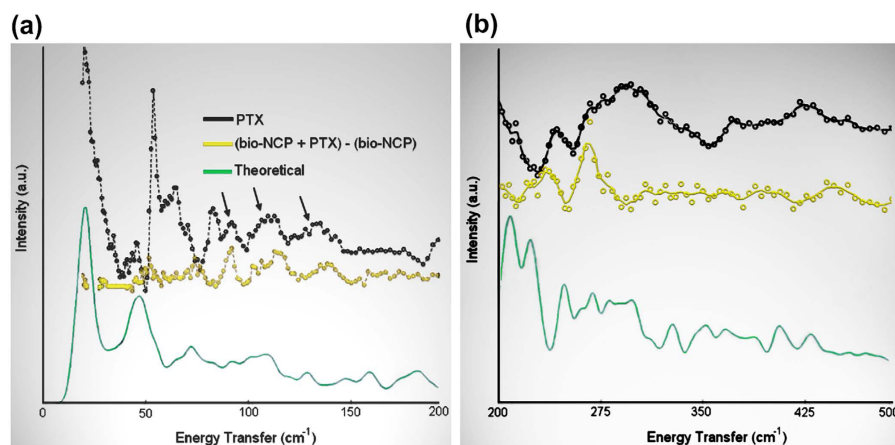 (a)
Intensity (a.u.)
PTX
(bio-NCP + PTX) - (bio-NCP)
Theoretical
0
50
100
150
200
Energy Transfer (cm-1)
(b)
Intensity (a.u.)
200
275
350
425
500
Energy Transfer (cm-1)